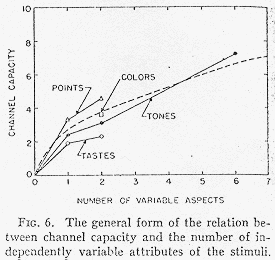 10
8
6
4
2
0
CHANNEL CAPACITY
POINTS
COLORS
TONES
TASTES
0 1 2 3 4 5 6 7
NUMBER OF VARIABLE ASPECTS
FIG. 6. The general form of the relation be-
tween channel capacity and the number of in-
dependently variable attributes of the stimuli.